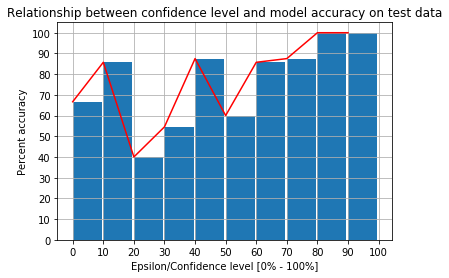 Relationship between confidence level and model accuracy on test data
100
90
80
70
60
50
40
30
20
10
0
Percent accuracy
0 10 20 30 40 50 60 70 80 90 100
Epsilon/Confidence level [0% - 100%]